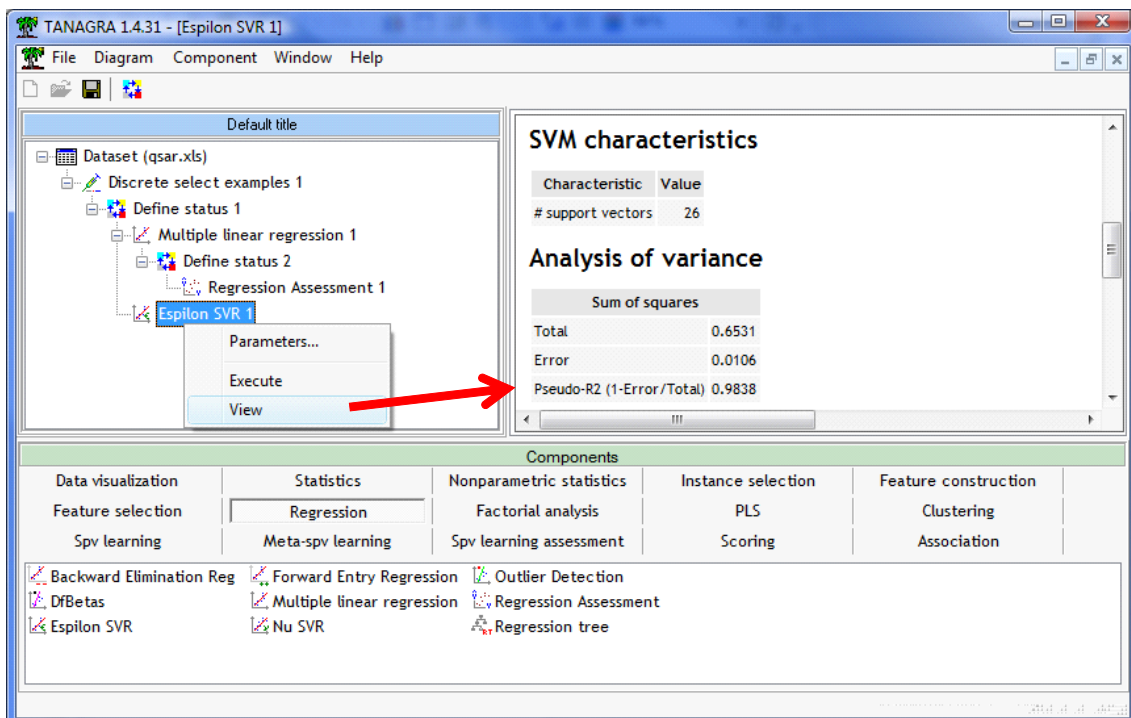 TANAGRA 1.4.31 - [Espilon SVR 1]
File Diagram Component Window Help
Default title
Dataset (qsar.xls)
Discrete select examples 1
Define status 1
Multiple linear regression 1
Define status 2
Regression Assessment 1
Espilon SVR 1
Parameters...
Execute
View
SVM characteristics
Characteristic Value
# support vectors 26
Analysis of variance
Sum of squares
Total 0.6531
Error 0.0106
Pseudo-R2 (1-Error/Total) 0.9838
Components
Data visualization Statistics Nonparametric statistics Instance selection Feature construction
Feature selection Regression Factorial analysis PLS Clustering
Spv learning Meta-spv learning Spv learning assessment Scoring Association
Backward Elimination Reg Forward Entry Regression Outlier Detection
DfBetas Multiple linear regression Regression Assessment
Espilon SVR Nu SVR Regression tree